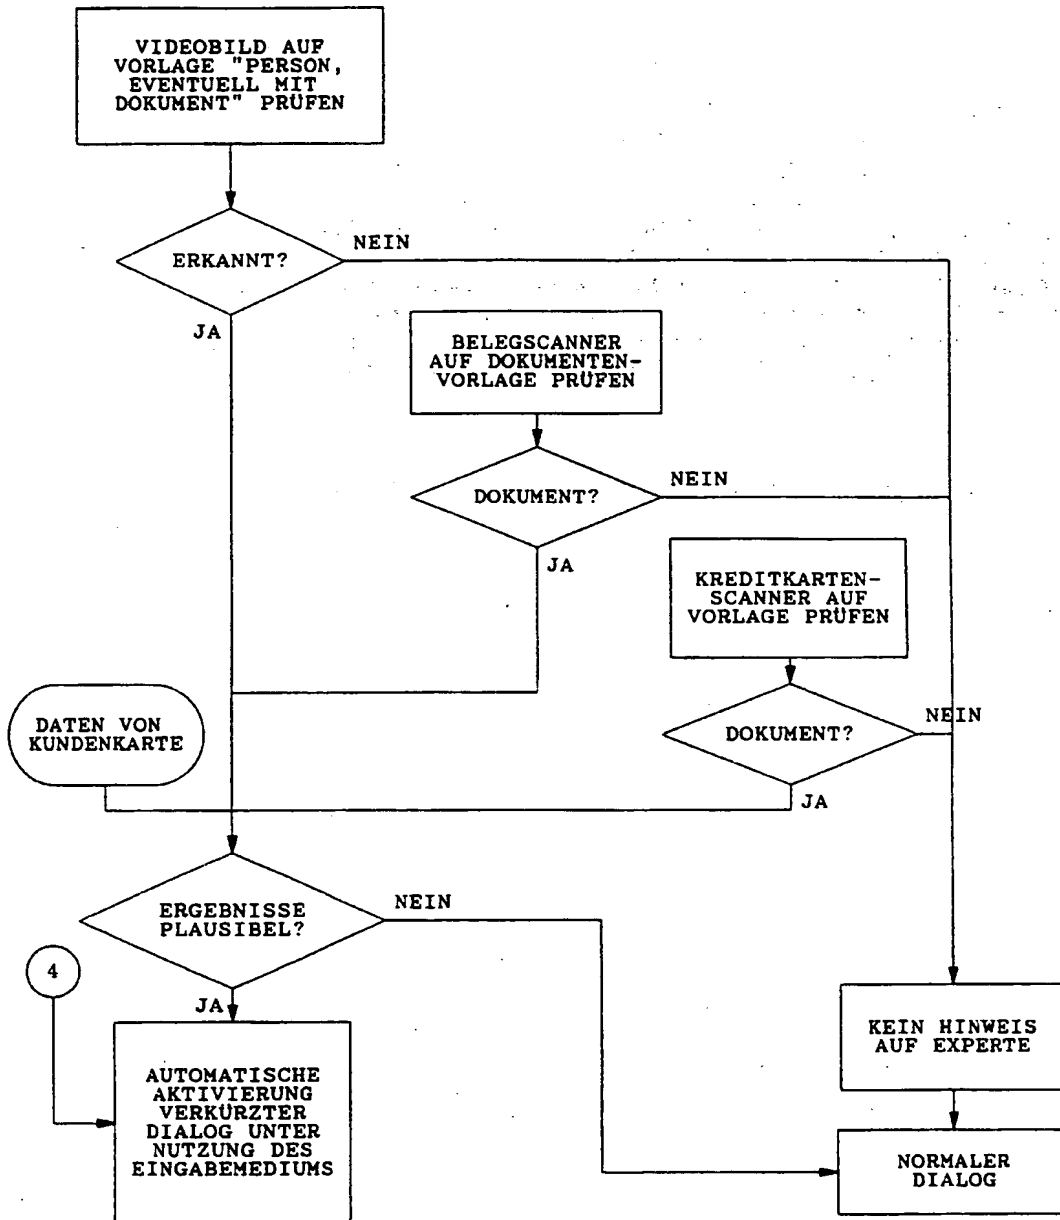 VIDEOBILD AUF
VORLAGE "PERSON,
EVENTUELL MIT
DOKUMENT" PRÜFEN
ERKANNT?
NEIN
JA
BELEGSCANNER
AUF DOKUMENTEN-
VORLAGE PRÜFEN
DOKUMENT?
NEIN
JA
KREDITKARTEN-
SCANNER AUF
VORLAGE PRÜFEN
DATEN VON
KUNDENKARTE
DOKUMENT?
NEIN
JA
ERGEBNISSE
PLAUSIBEL?
NEIN
4
JA
AUTOMATISCHE
AKTIVIERUNG
VERKÜRZTER
DIALOG UNTER
NUTZUNG DES
EINGABEMEDIUMS
KEIN HINWEIS
AUF EXPERTE
NORMALER
DIALOG